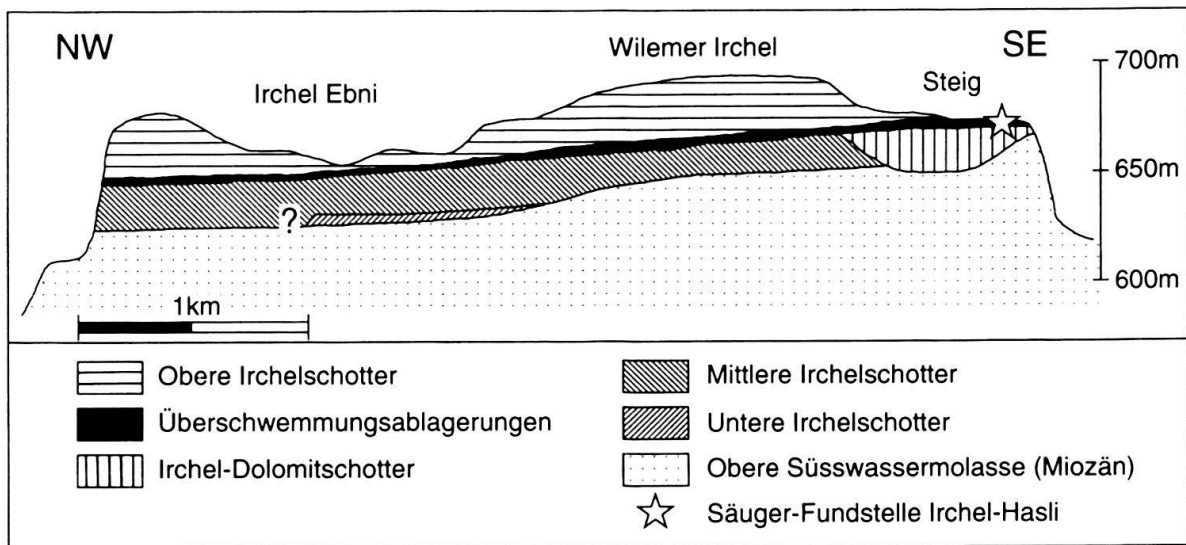 NW
Wilemer Irchel
SE
Irchel Ebni
Steig
700m
650m
600m
?
1km
Obere Irchelschotter
Überschwemmungsablagerungen
Irchel-Dolomitschotter
Mittlere Irchelschotter
Untere Irchelschotter
Obere Süsswassermolasse (Miozän)
Säuger-Fundstelle Irchel-Hasli